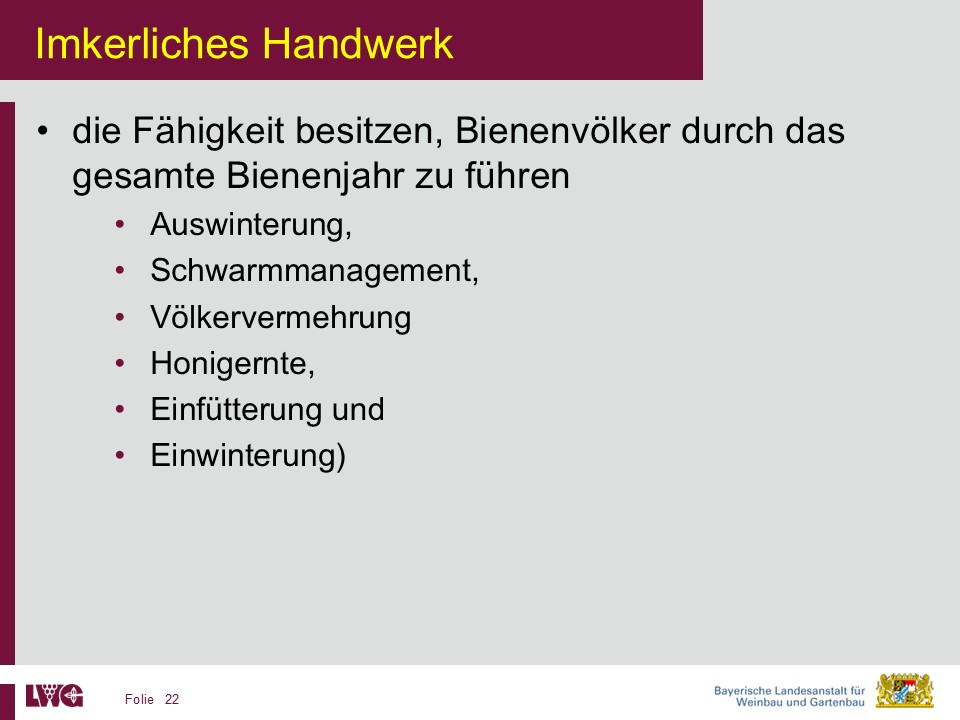 Imkerliches Handwerk
• die Fähigkeit besitzen, Bienenvölker durch das
gesamte Bienenjahr zu führen
• Auswinterung,
• Schwarmmanagement,
• Völkervermehrung
• Honigernte,
• Einfütterung und
• Einwinterung)
LWG
Folie 22
Bayerische Landesanstalt für
Weinbau und Gartenbau